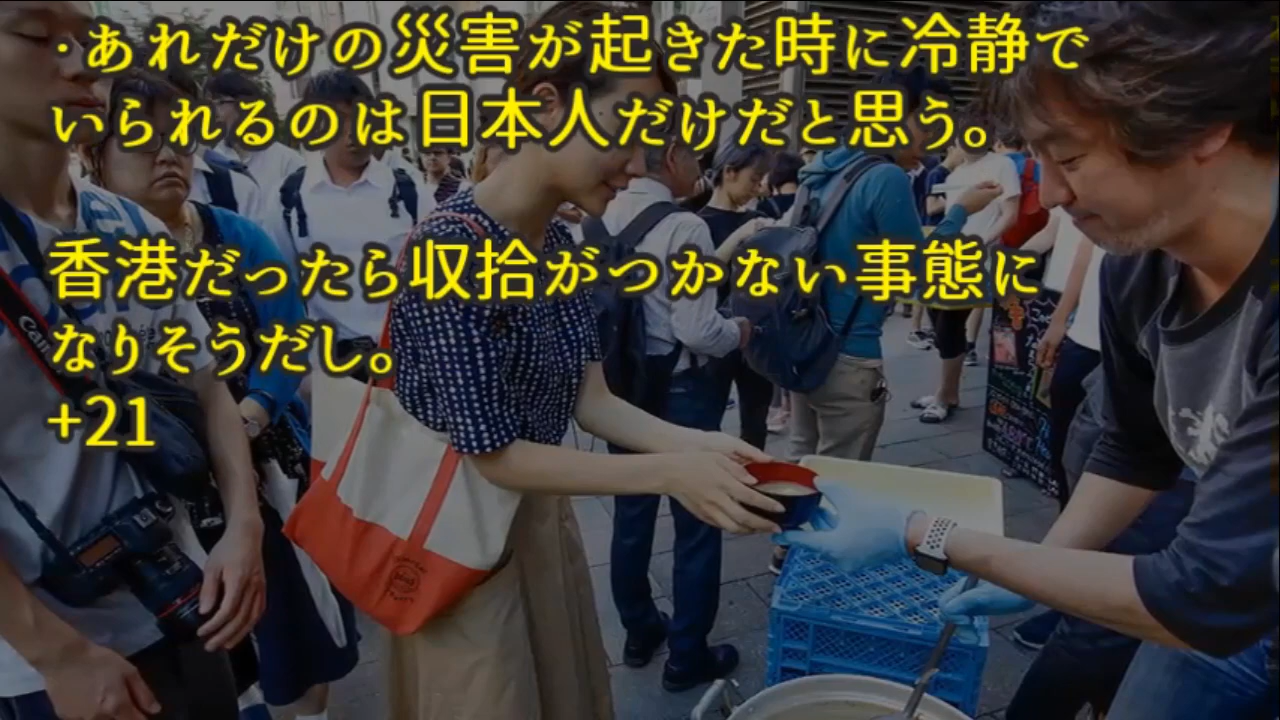 ・あれだけの災害が起きた時に冷静で
いられるのは日本人だけだと思う。
香港だったら収拾がつかない事態に
なりそうだし。
+21
Canon